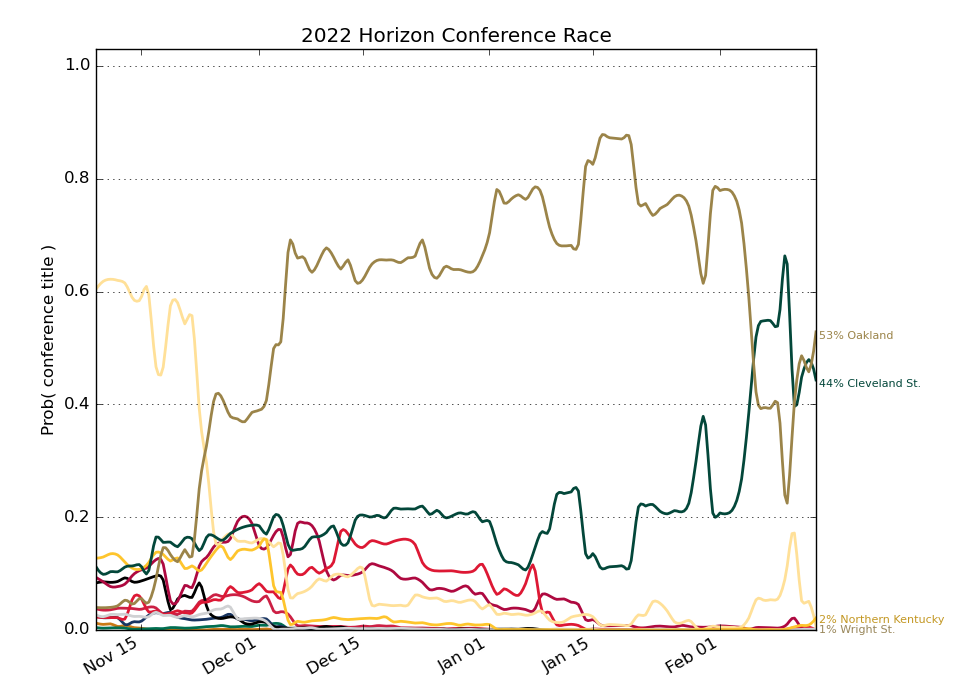 2022 Horizon Conference Race
Prob( conference title )
1.0
0.8
0.6
0.4
0.2
0.0
Nov 15
Dec 01
Dec 15
Jan 01
Jan 15
Feb 01
53% Oakland
44% Cleveland St.
2% Northern Kentucky
1% Wright St.